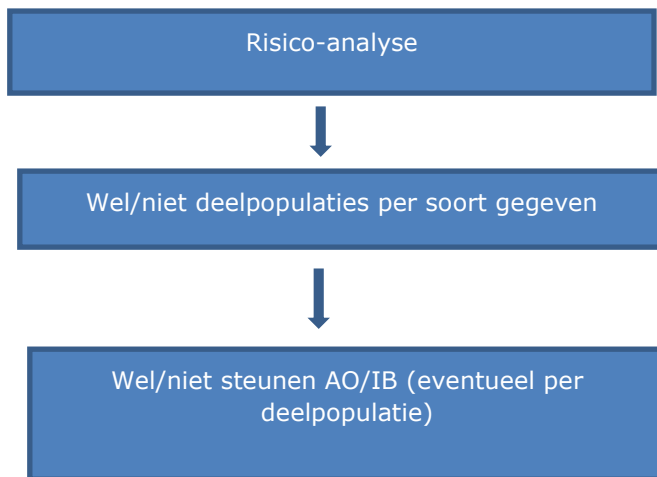 Risico-analyse
Wel/niet deelpopulaties per soort gegeven
Wel/niet steunen AO/IB (eventueel per
deelpopulatie)